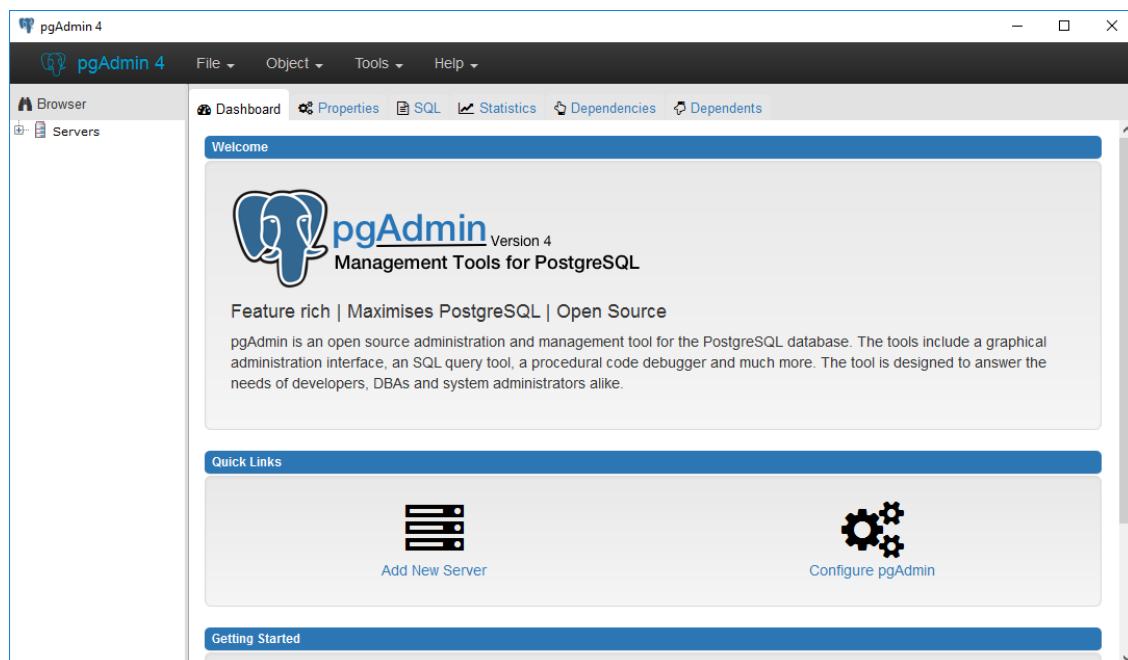 pgAdmin 4
pgAdmin 4 File Object Tools Help
Browser
Servers
Dashboard Properties SQL Statistics Dependencies Dependents
Welcome
pgAdmin Version 4
Management Tools for PostgreSQL
Feature rich | Maximises PostgreSQL | Open Source
pgAdmin is an open source administration and management tool for the PostgreSQL database. The tools include a graphical
administration interface, an SQL query tool, a procedural code debugger and much more. The tool is designed to answer the
needs of developers, DBAs and system administrators alike.
Quick Links
Add New Server Configure pgAdmin
Getting Started